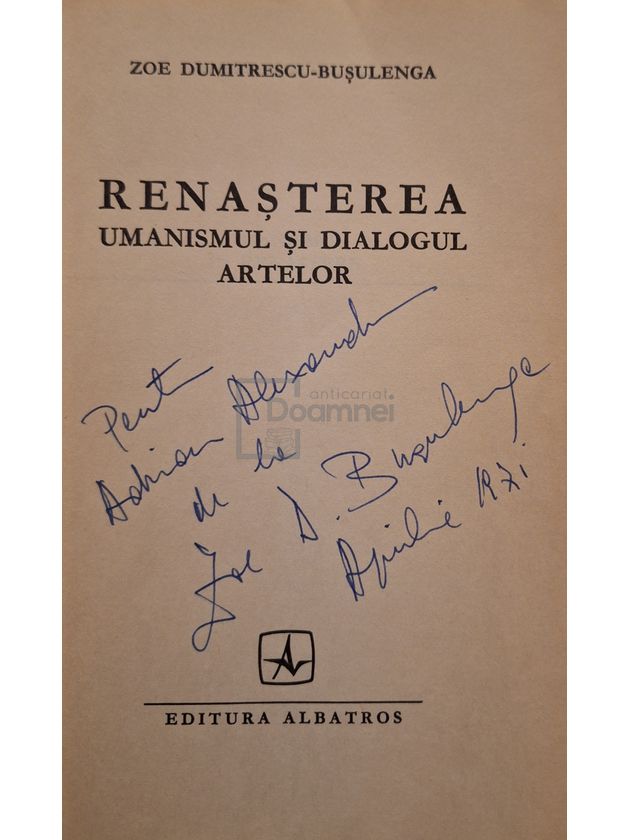 ZOE DUMITRESCU-BUȘULENGA
RENAȘTEREA
UMANISMUL ȘI DIALOGUL
ARTELOR
anticariat
Doamnei
Adrian Alexandru
de la
Zoe D. Bușulenga
Aprilie 1971
EDITURA ALBATROS